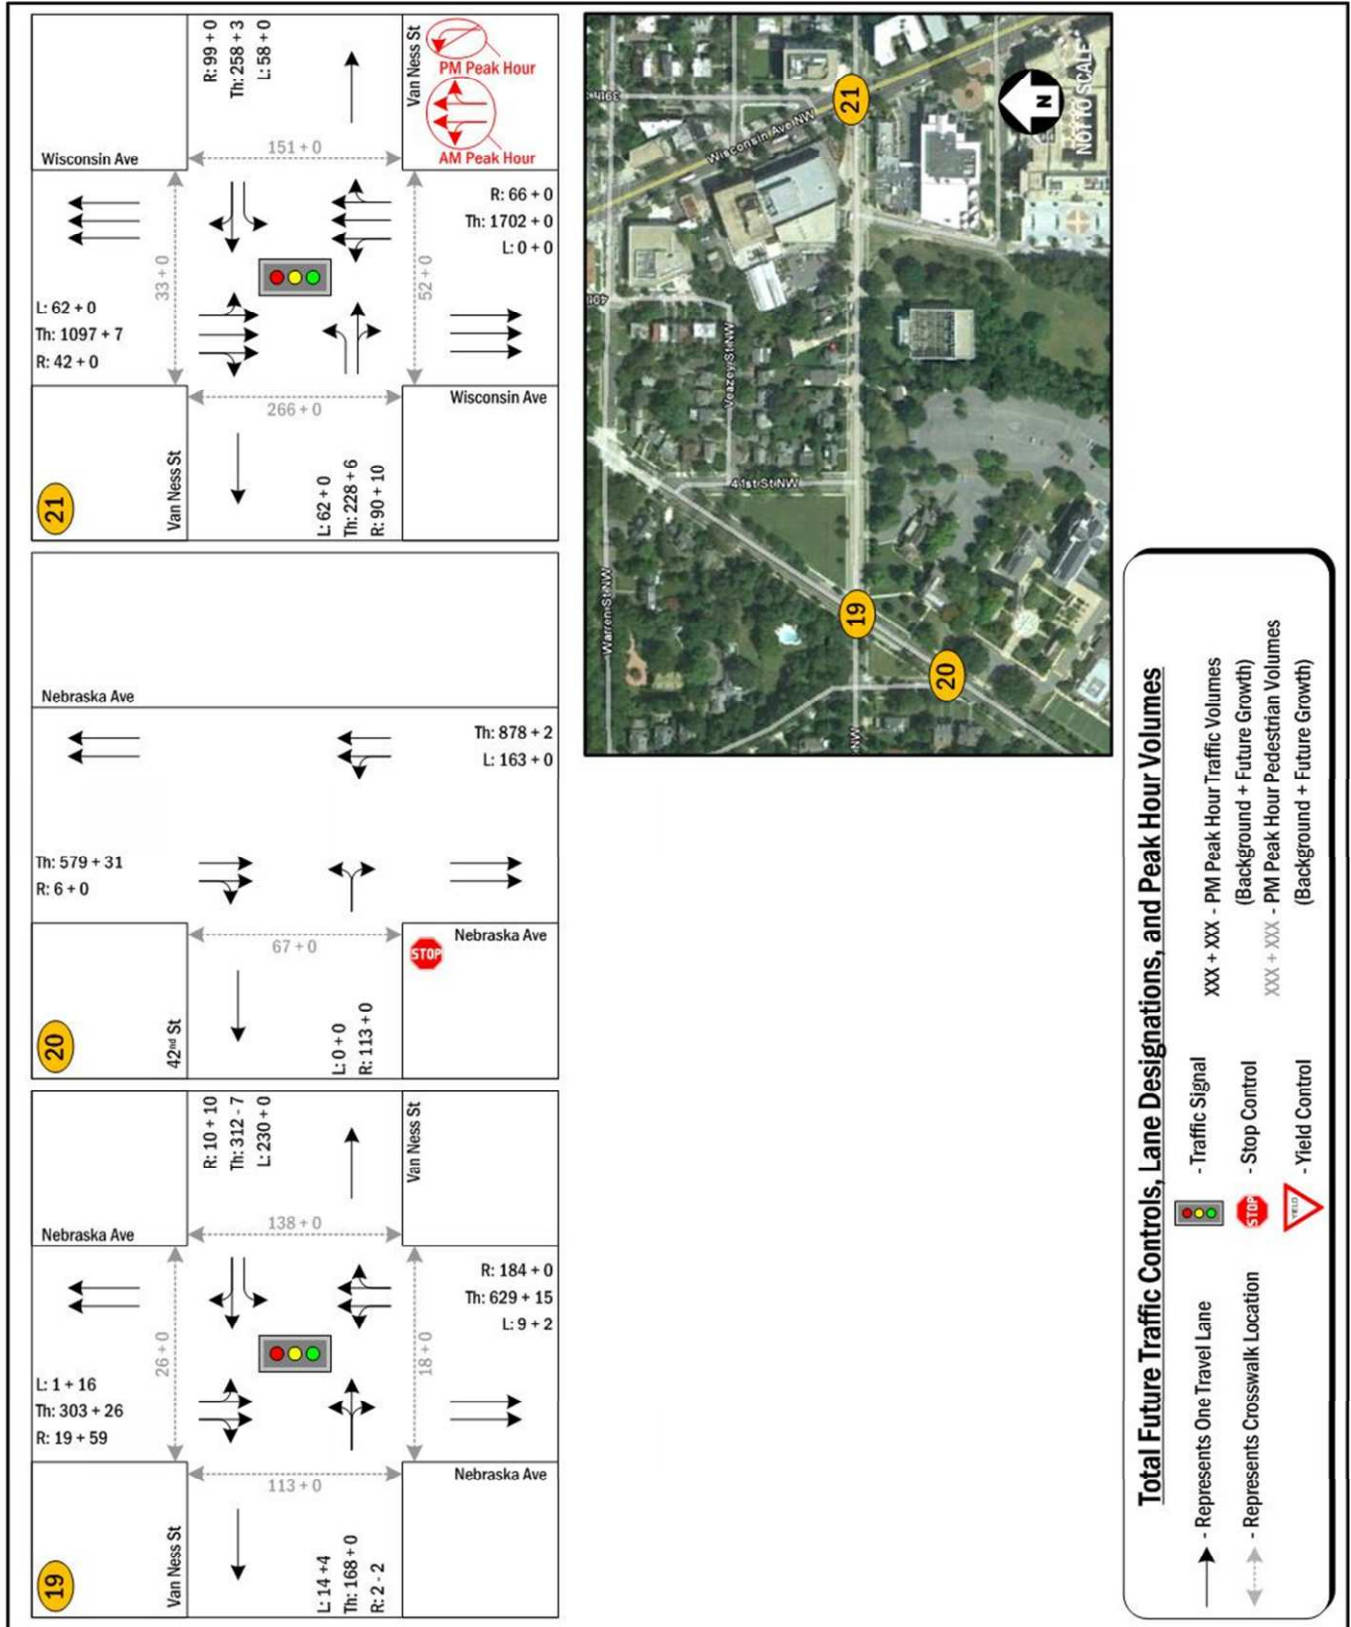 21
Wisconsin Ave
R: 99 + 0
Th: 258 + 3
L: 58 + 0
Van Ness St
PM Peak Hour
AM Peak Hour
151 + 0
33 + 0
52 + 0
266 + 0
R: 66 + 0
Th: 1702 + 0
L: 0 + 0
L: 62 + 0
Th: 1097 + 7
R: 42 + 0
Wisconsin Ave
Van Ness St
L: 62 + 0
Th: 228 + 6
R: 90 + 10
20
Nebraska Ave
Th: 878 + 2
L: 163 + 0
Th: 579 + 31
R: 6 + 0
67 + 0
STOP
Nebraska Ave
42nd St
L: 0 + 0
R: 113 + 0
19
Nebraska Ave
R: 10 + 10
Th: 312 - 7
L: 230 + 0
Van Ness St
138 + 0
26 + 0
18 + 0
113 + 0
R: 184 + 0
Th: 629 + 15
L: 9 + 2
L: 1 + 16
Th: 303 + 26
R: 19 + 59
Nebraska Ave
Van Ness St
L: 14 +4
Th: 168 + 0
R: 2 - 2
39th
Wisconsin Ave NW
21
N
NOT TO SCALE
40th
Veazey St NW
41st St NW
Warren St NW
19
20
NW
Total Future Traffic Controls, Lane Designations, and Peak Hour Volumes
- Represents One Travel Lane
- Represents Crosswalk Location
- Traffic Signal
STOP
- Stop Control
YIELD
- Yield Control
XXX + XXX - PM Peak Hour Traffic Volumes
(Background + Future Growth)
XXX + XXX - PM Peak Hour Pedestrian Volumes
(Background + Future Growth)